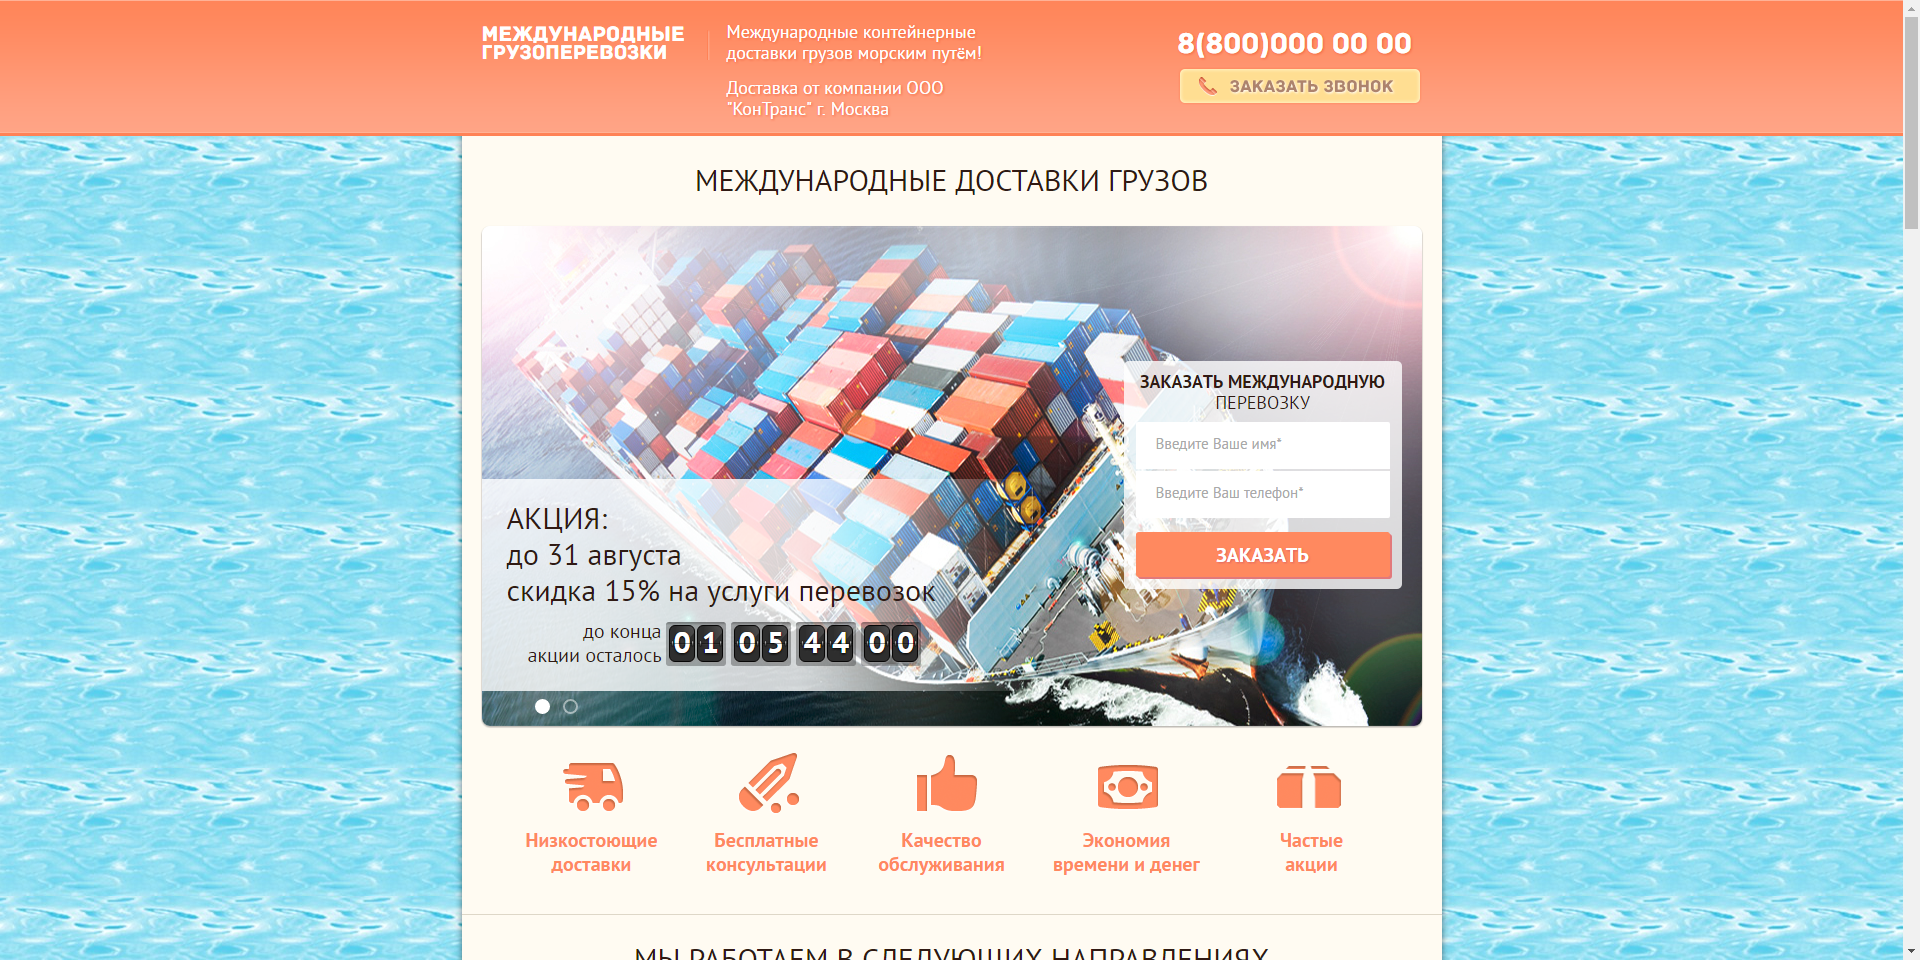 МЕЖДУНАРОДНЫЕ
ГРУЗОПЕРЕВОЗКИ
Международные контейнерные
доставки грузов морским путём!
Доставка от компании ООО
"КонТранс" г. Москва
8(800)000 00 00
ЗАКАЗАТЬ ЗВОНОК
МЕЖДУНАРОДНЫЕ ДОСТАВКИ ГРУЗОВ
ЗАКАЗАТЬ МЕЖДУНАРОДНУЮ
ПЕРЕВОЗКУ
Введите Ваше имя*
Введите Ваш телефон*
ЗАКАЗАТЬ
АКЦИЯ:
до 31 августа
скидка 15% на услуги перевозок
до конца
акции осталось
01 05 44 00
Низкостоющие
доставки
Бесплатные
консультации
Качество
обслуживания
Экономия
времени и денег
Частые
акции
МЫ РАБОТАЕМ В СЛЕДУЮЩИХ НАПРАВЛЕНИЯХ